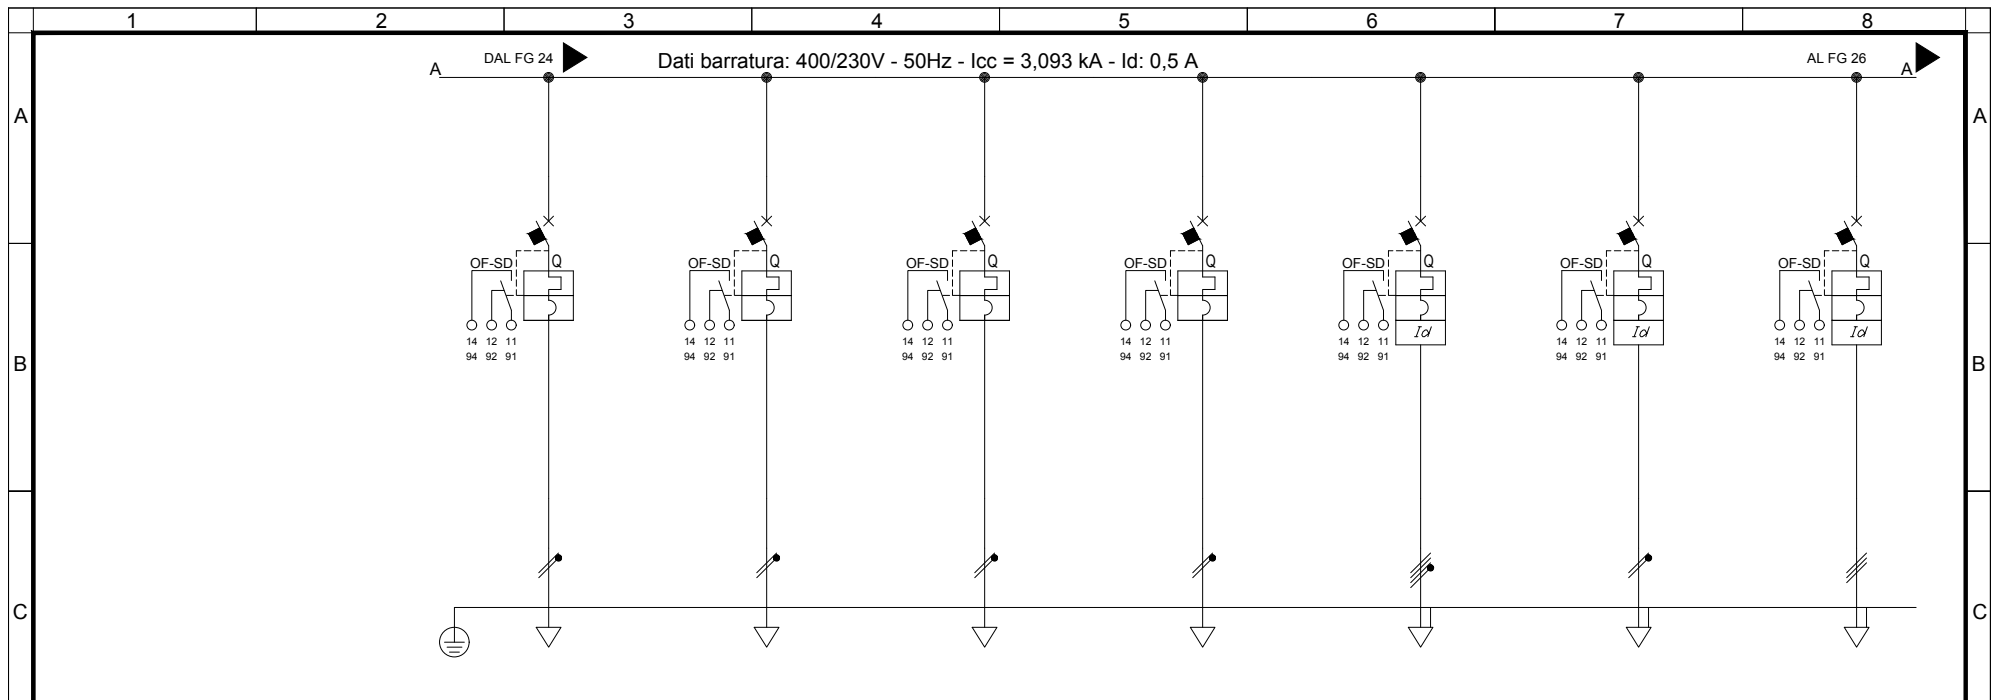 1 2 3 4 5 6 7 8
DAL FG 24 Dati barratura: 400/230V - 50Hz - Icc = 3,093 kA - Id: 0,5 A AL FG 26
A A
A A
OF-SD Q OF-SD Q OF-SD Q OF-SD Q OF-SD Q OF-SD Q OF-SD Q
Id Id Id
14 12 11 14 12 11 14 12 11 14 12 11 14 12 11 14 12 11 14 12 11
94 92 91 94 92 91 94 92 91 94 92 91 94 92 91 94 92 91 94 92 91
B B
C C